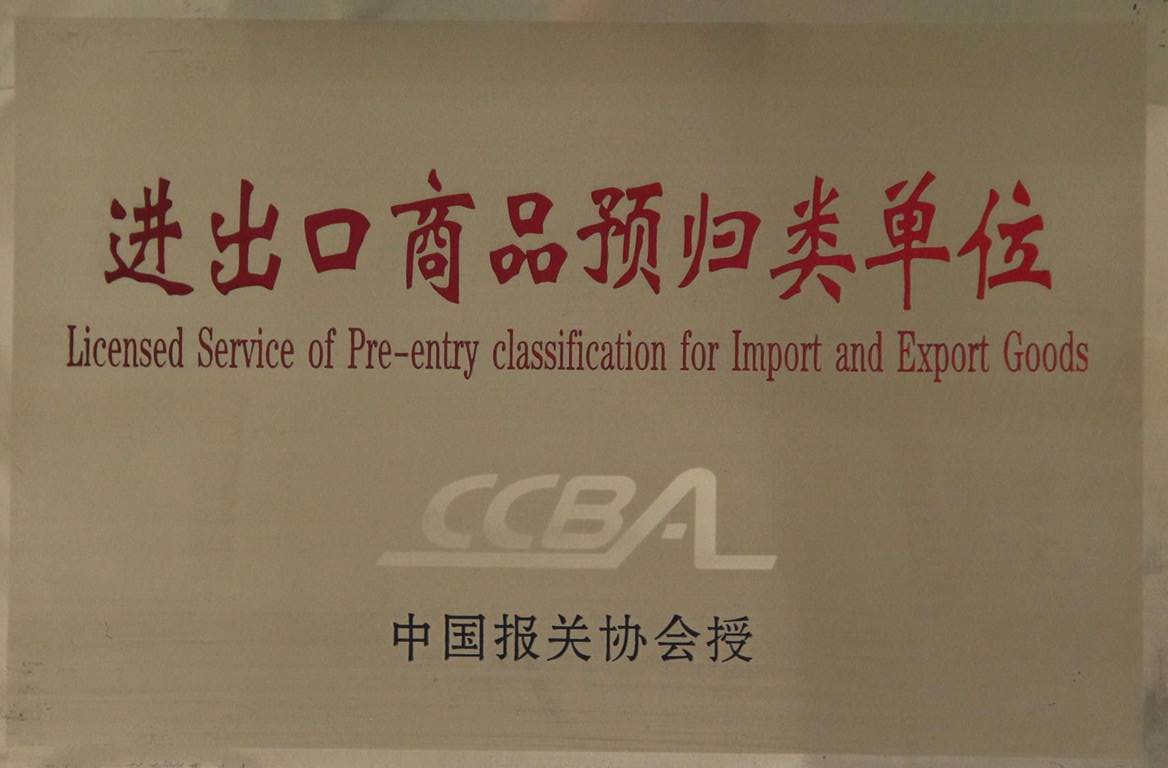 进出口商品预归类单位
Licensed Service of Pre-entry classification for Import and Export Goods
CCBA
中国报关协会授